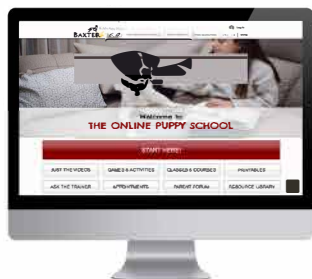 BAXTER
Welcome to
THE ONLINE PUPPY SCHOOL
START HERE!
JUST THE VIDEOS
GAMES & ACTIVITIES
CLASSES & COURSES
PRINTABLES
ASK THE TRAINER
APPOINTMENTS
PARENT FORUM
RESOURCE LIBRARY